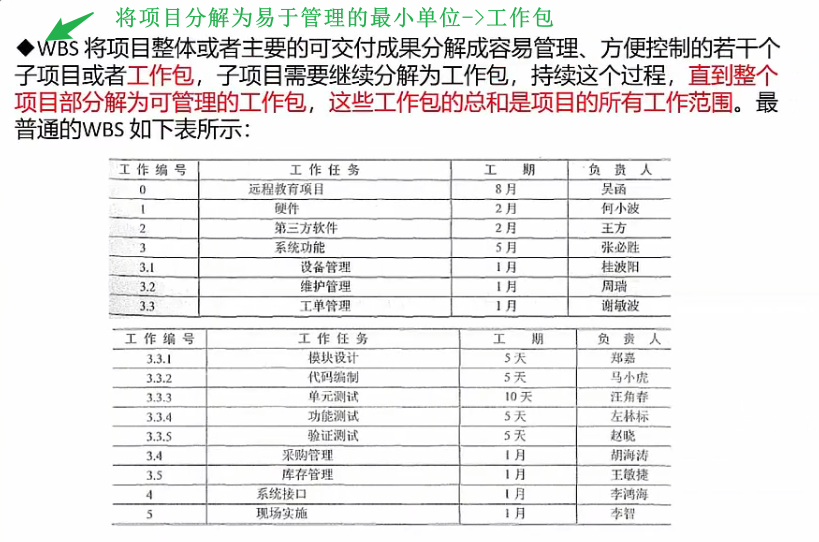 将项目分解为易于管理的最小单位->工作包
◆WBS 将项目整体或者主要的可交付成果分解成容易管理、方便控制的若干个
子项目或者工作包，子项目需要继续分解为工作包，持续这个过程，直到整个
项目部分解为可管理的工作包，这些工作包的总和是项目的所有工作范围。最
普通的WBS 如下表所示：
工作编号 工作任务 工期 负责人
0 远程教育项目 8月 吴函
1 硬件 2月 何小波
2 第三方软件 2月 王方
3 系统功能 5月 张必胜
3.1 设备管理 1月 桂波阳
3.2 维护管理 1月 周瑞
3.3 工单管理 1月 谢敏波
工作编号 工作任务 工期 负责人
3.3.1 模块设计 5天 郑嘉
3.3.2 代码编制 5天 马小虎
3.3.3 单元测试 10天 汪角春
3.3.4 功能测试 5天 左林标
3.3.5 验证测试 5天 赵晓
3.4 采购管理 1月 胡海涛
3.5 库存管理 1月 王敏捷
4 系统接口 1月 李鸿海
5 现场实施 1月 李智